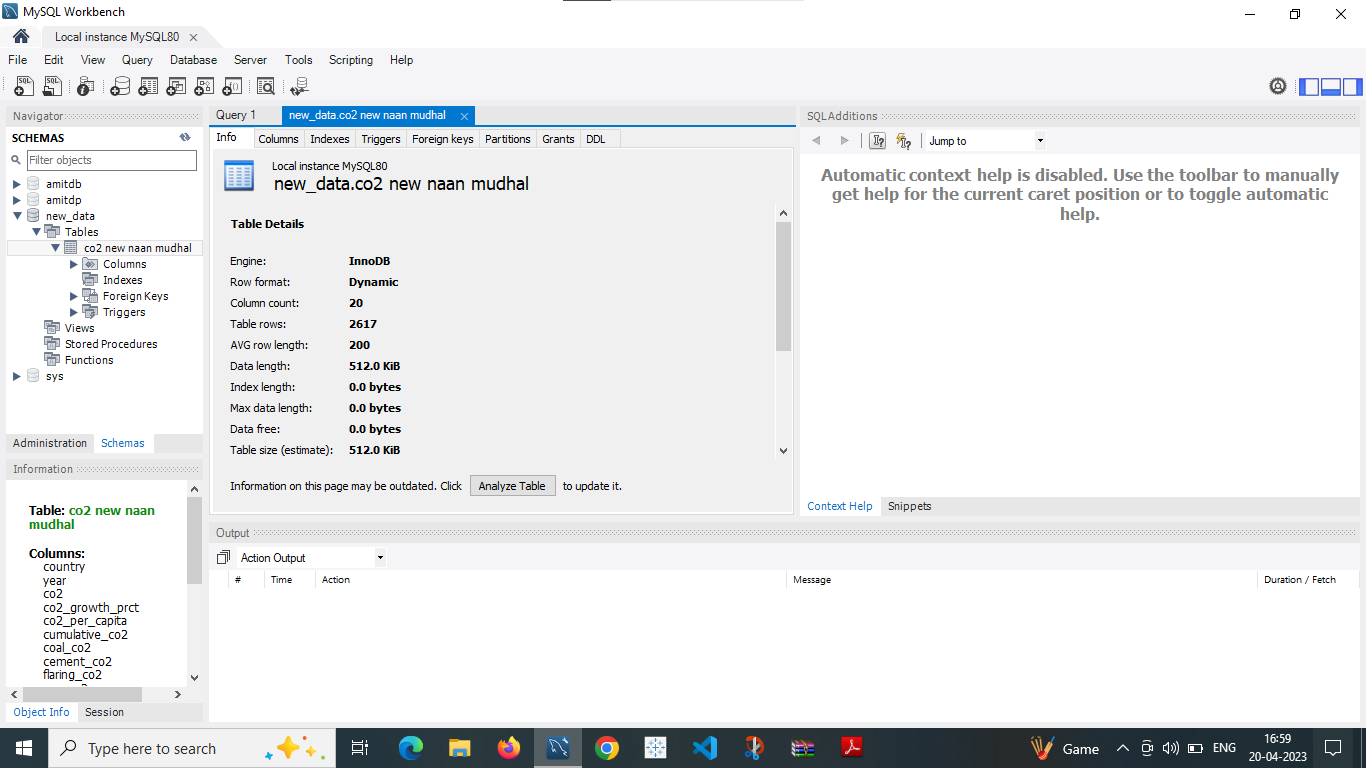 MySQL Workbench
Local instance MySQL80
File Edit View Query Database Server Tools Scripting Help
Navigator
SCHEMAS
Filter objects
amitdb
amitdp
new_data
Tables
co2 new naan mudhal
Columns
Indexes
Foreign Keys
Triggers
Views
Stored Procedures
Functions
sys
Administration Schemas
Information
Table: co2 new naan
mudhal
Columns:
country
year
co2
co2_growth_prct
co2_per_capita
cumulative_co2
coal_co2
cement_co2
flaring_co2
Object Info Session
Query 1 new_data.co2 new naan mudhal
Info Columns Indexes Triggers Foreign keys Partitions Grants DDL
Local instance MySQL80
new_data.co2 new naan mudhal
Table Details
Engine: InnoDB
Row format: Dynamic
Column count: 20
Table rows: 2617
AVG row length: 200
Data length: 512.0 KiB
Index length: 0.0 bytes
Max data length: 0.0 bytes
Data free: 0.0 bytes
Table size (estimate): 512.0 KiB
Information on this page may be outdated. Click Analyze Table to update it.
SQLAdditions
Jump to
Automatic context help is disabled. Use the toolbar to manually
get help for the current caret position or to toggle automatic
help.
Context Help Snippets
Output
Action Output
# Time Action Message Duration / Fetch
Type here to search
Game
ENG
16:59
20-04-2023